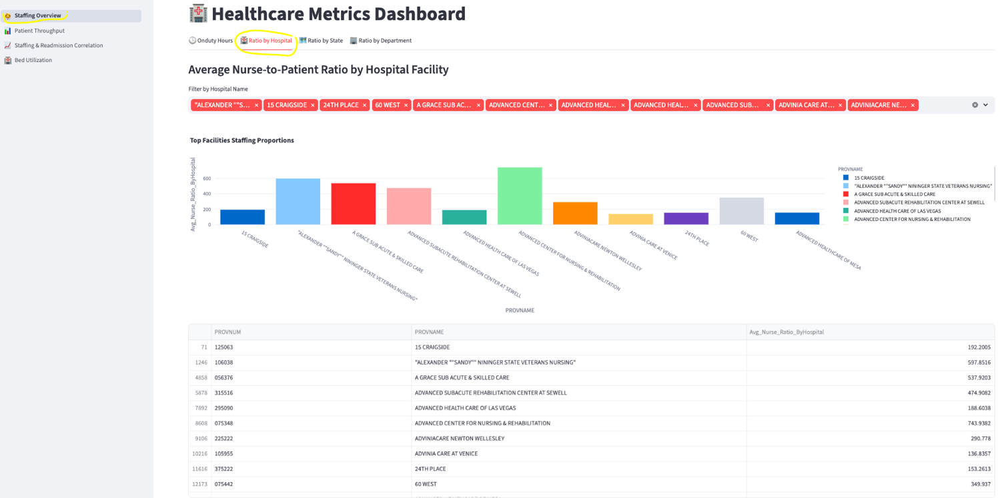 Staffing Overview
Patient Throughput
Staffing & Readmission Correlation
Bed Utilization
Healthcare Metrics Dashboard
Onduty Hours Ratio by Hospital Ratio by State Ratio by Department
Average Nurse-to-Patient Ratio by Hospital Facility
Filter by Hospital Name
"ALEXANDER ""S... × 15 CRAIGSIDE × 24TH PLACE × 60 WEST × A GRACE SUB AC... × ADVANCED CENT... × ADVANCED HEAL... × ADVANCED HEAL... × ADVANCED SUB... × ADVINIA CARE AT... × ADVINIACARE NE... ×
Top Facilities Staffing Proportions
Avg_Nurse_Ratio_ByHospital
600
400
200
0
15 CRAIGSIDE
"ALEXANDER ""SANDY"" NININGER STATE VETERANS NURSING"
A GRACE SUB ACUTE & SKILLED CARE
ADVANCED SUBACUTE REHABILITATION CENTER AT SEWELL
ADVANCED HEALTH CARE OF LAS VEGAS
ADVANCED CENTER FOR NURSING & REHABILITATION
ADVINIACARE NEWTON WELLESLEY
ADVINIA CARE AT VENICE
24TH PLACE
60 WEST
ADVANCED HEALTHCARE OF MESA
PROVNAME
PROVNAME
15 CRAIGSIDE
"ALEXANDER ""SANDY"" NININGER STATE VETERANS NURSING"
A GRACE SUB ACUTE & SKILLED CARE
ADVANCED SUBACUTE REHABILITATION CENTER AT SEWELL
ADVANCED HEALTH CARE OF LAS VEGAS
ADVANCED CENTER FOR NURSING & REHABILITATION
PROVNUM PROVNAME Avg_Nurse_Ratio_ByHospital
71 125063 15 CRAIGSIDE 192.2005
1246 106038 "ALEXANDER ""SANDY"" NININGER STATE VETERANS NURSING" 597.8516
4858 056376 A GRACE SUB ACUTE & SKILLED CARE 537.9203
5878 315516 ADVANCED SUBACUTE REHABILITATION CENTER AT SEWELL 474.9082
7892 295090 ADVANCED HEALTH CARE OF LAS VEGAS 188.6038
8608 075348 ADVANCED CENTER FOR NURSING & REHABILITATION 743.9382
9106 225222 ADVINIACARE NEWTON WELLESLEY 290.778
10216 105955 ADVINIA CARE AT VENICE 136.8357
11616 375222 24TH PLACE 153.2613
12173 075442 60 WEST 349.937